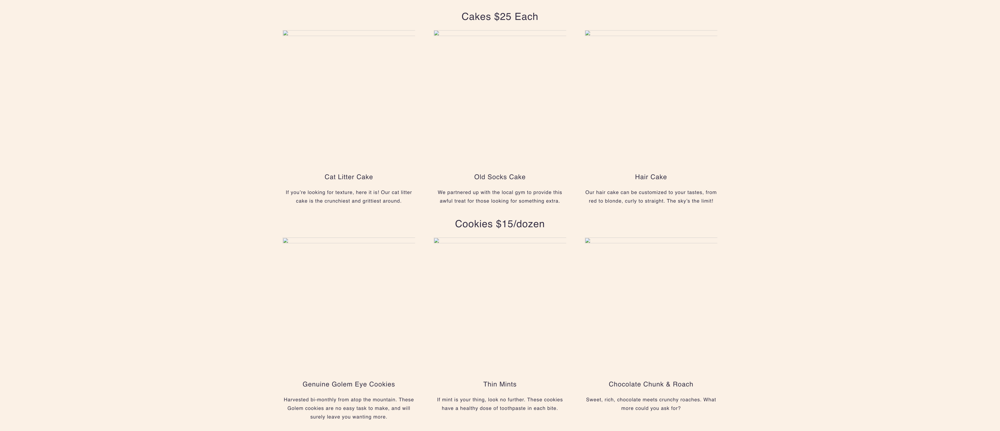 Cakes $25 Each
Cat Litter Cake
If you’re looking for texture, here it is! Our cat litter
cake is the crunchiest and grittiest around.
Old Socks Cake
We partnered up with the local gym to provide this
awful treat for those looking for something extra.
Hair Cake
Our hair cake can be customized to your tastes, from
red to blonde, curly to straight. The sky’s the limit!
Cookies $15/dozen
Genuine Golem Eye Cookies
Harvested bi-monthly from atop the mountain. These
Golem cookies are no easy task to make, and will
surely leave you wanting more.
Thin Mints
If mint is your thing, look no further. These cookies
have a healthy dose of toothpaste in each bite.
Chocolate Chunk & Roach
Sweet, rich, chocolate meets crunchy roaches. What
more could you ask for?